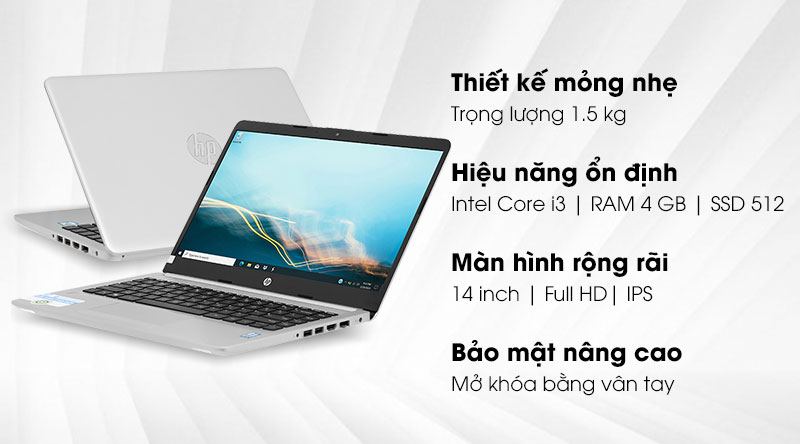 Thiết kế mỏng nhẹ
Trọng lượng 1.5 kg
Hiệu năng ổn định
Intel Core i3 | RAM 4 GB | SSD 512
Màn hình rộng rãi
14 inch | Full HD| IPS
Bảo mật nâng cao
Mở khóa bằng vân tay
hp
hp